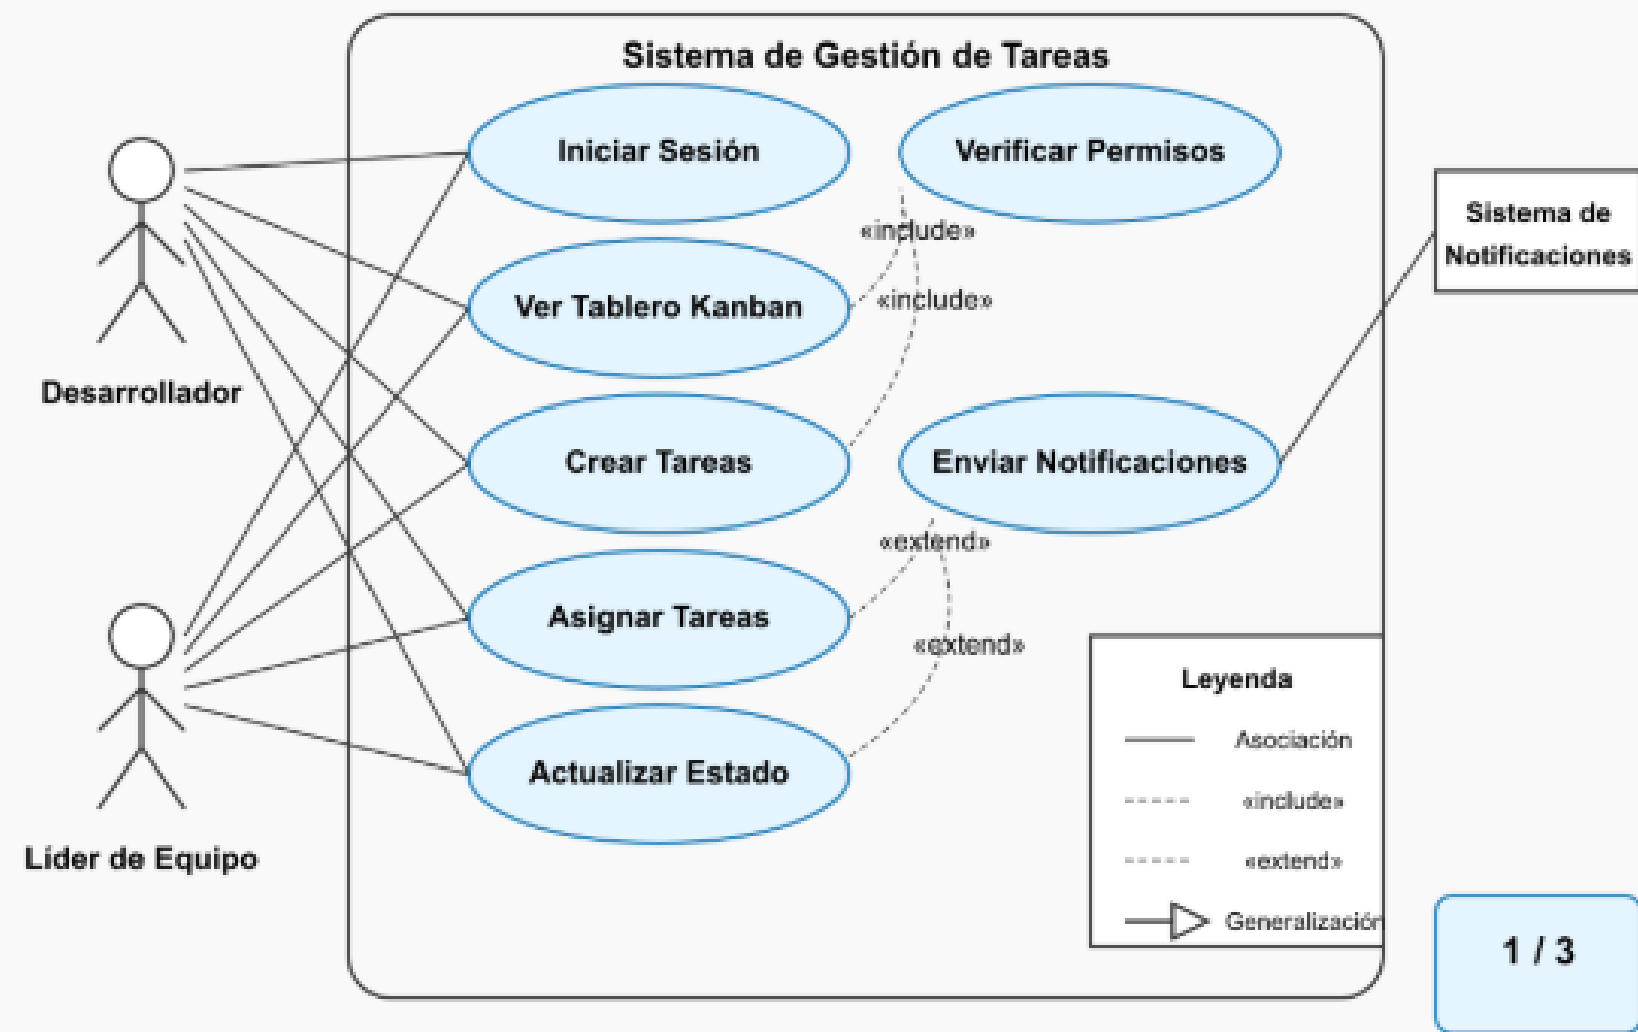 Sistema de Gestión de Tareas
Iniciar Sesión
Verificar Permisos
Sistema de
Notificaciones
«include»
Ver Tablero Kanban
«include»
Desarrollador
Crear Tareas
Enviar Notificaciones
«extend»
Asignar Tareas
«extend»
Leyenda
Asociación
Actualizar Estado
«include»
Líder de Equipo
«extend»
Generalización
1 / 3